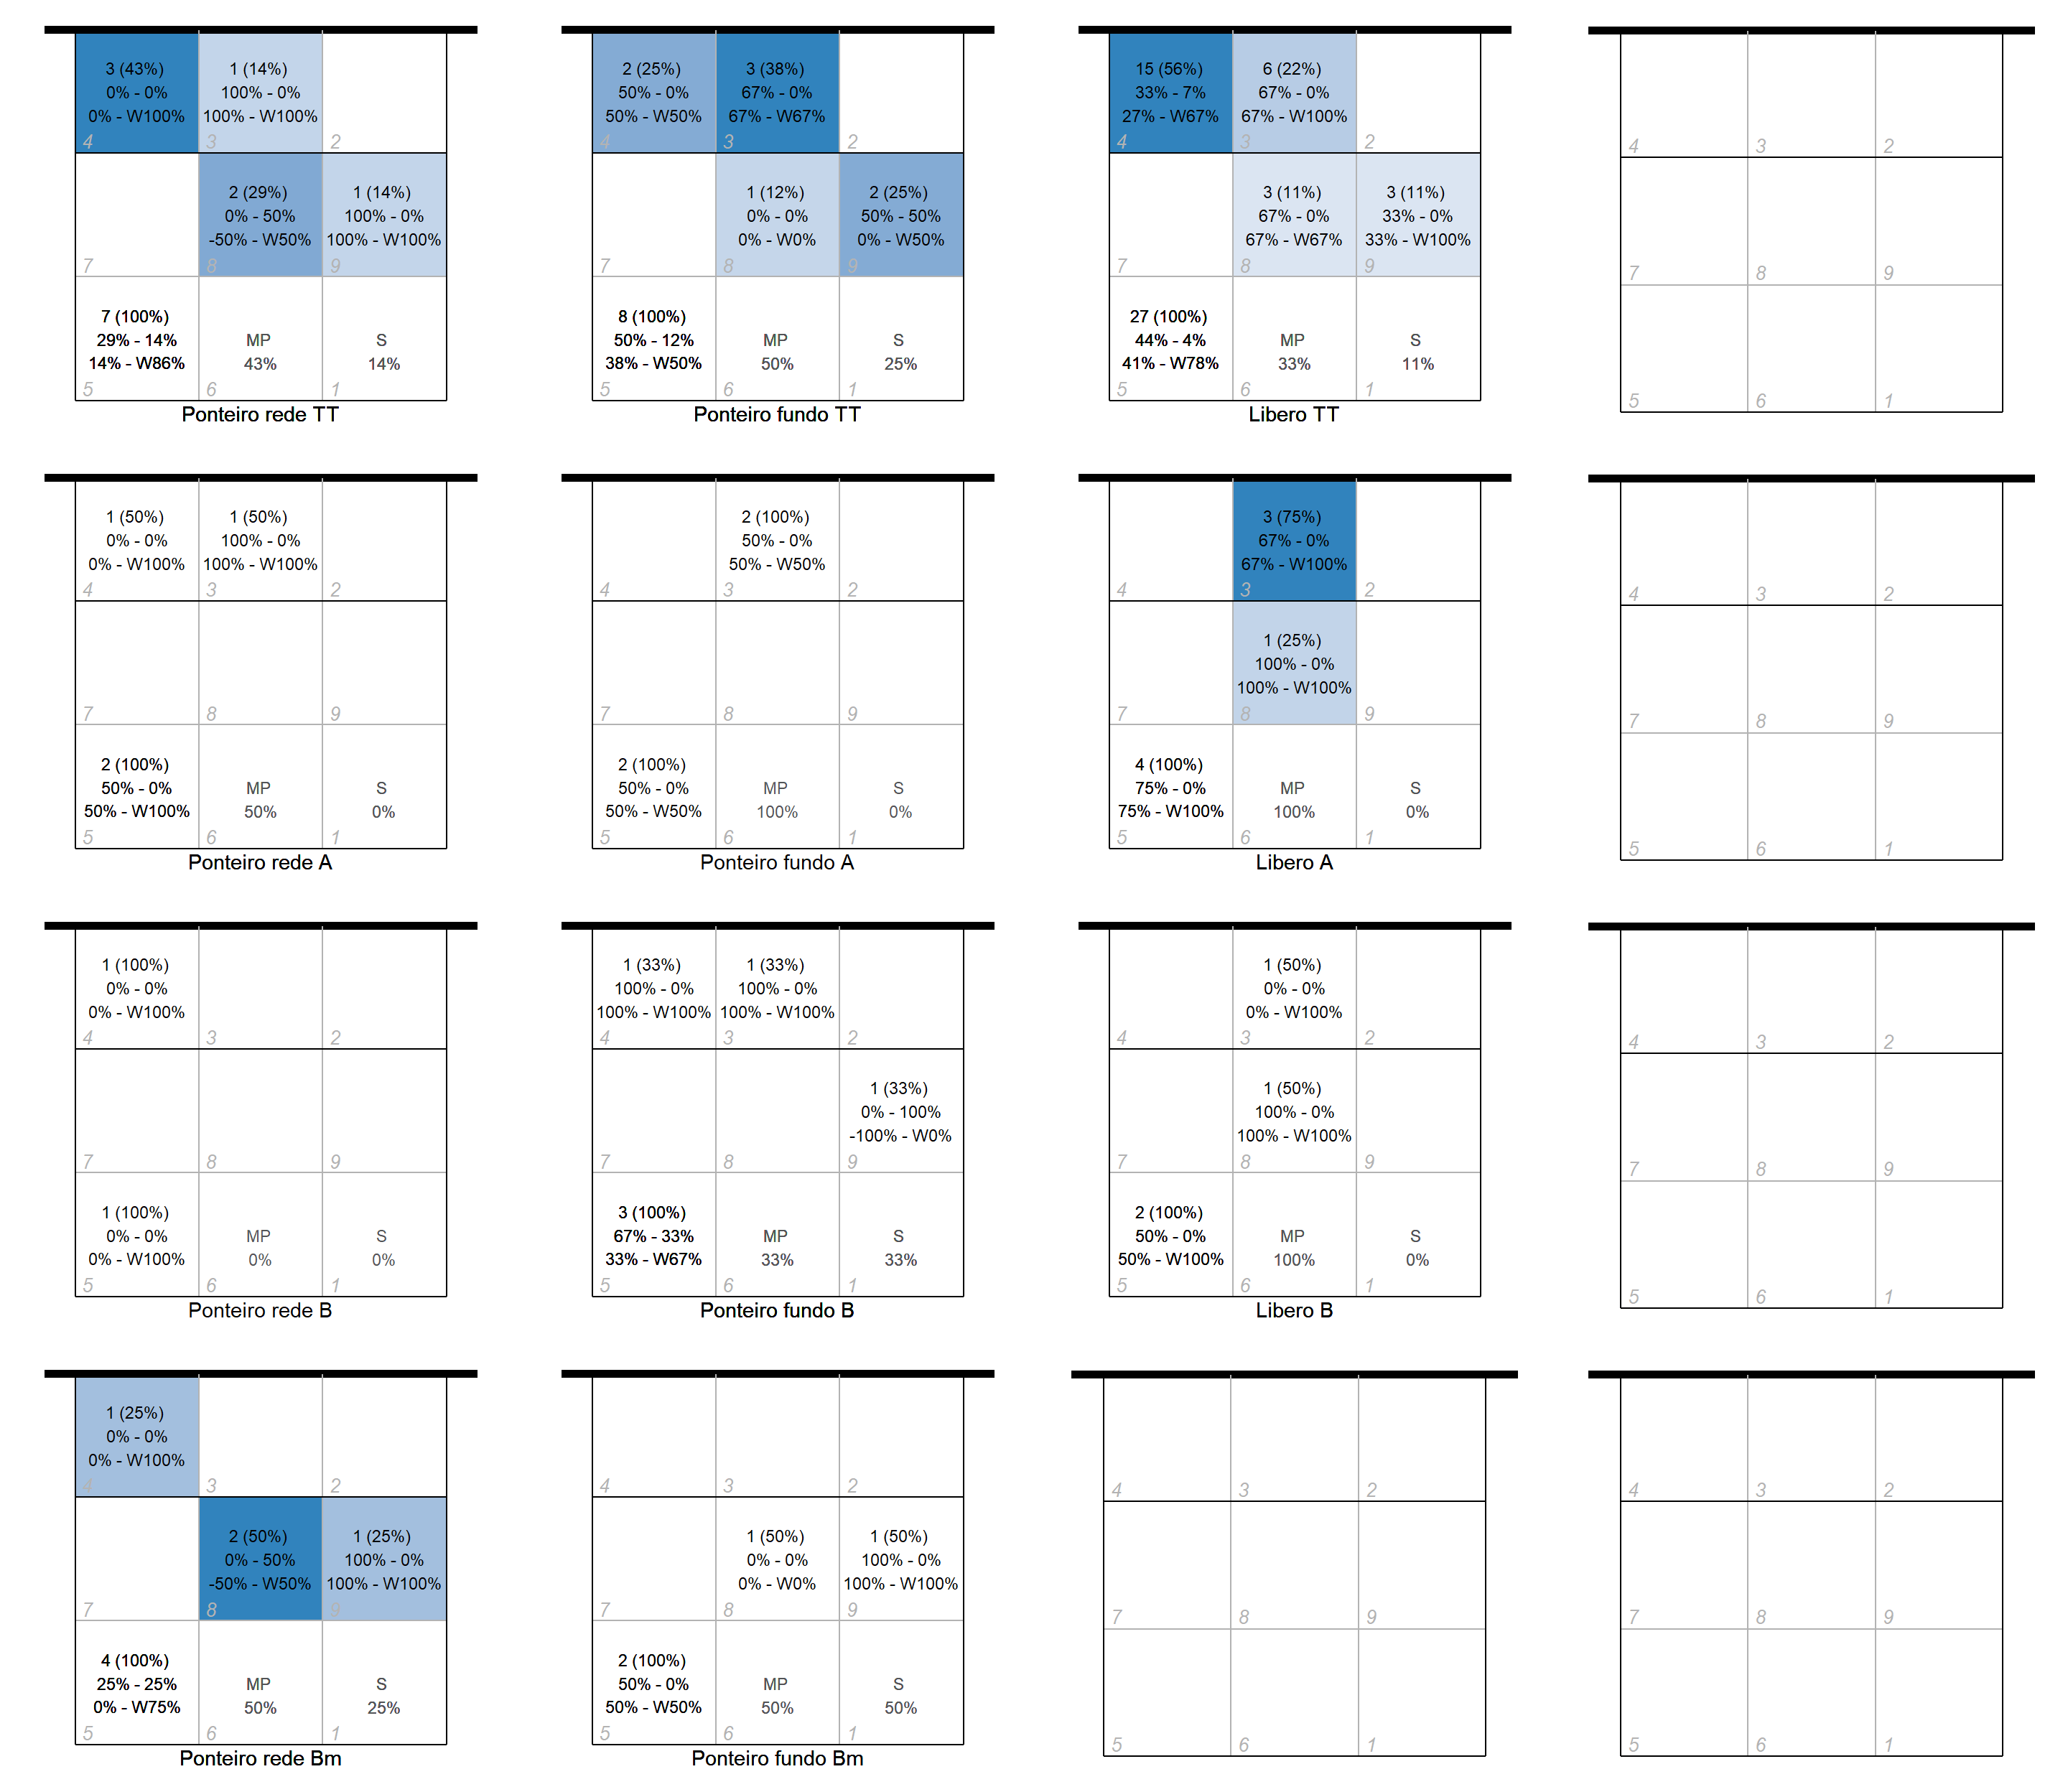 3 (43%)
0% - 0%
0% - W100%
4
1 (14%)
100% - 0%
100% - W100%
3
2
7
2 (29%)
0% - 50%
-50% - W50%
8
1 (14%)
100% - 0%
100% - W100%
9
7 (100%)
29% - 14%
14% - W86%
5
MP
43%
6
S
14%
1
Ponteiro rede TT
2 (25%)
50% - 0%
50% - W50%
4
3 (38%)
67% - 0%
67% - W67%
3
2
7
1 (12%)
0% - 0%
0% - W0%
8
2 (25%)
50% - 50%
0% - W50%
9
8 (100%)
50% - 12%
38% - W50%
5
MP
50%
6
S
25%
1
Ponteiro fundo TT
15 (56%)
33% - 7%
27% - W67%
4
6 (22%)
67% - 0%
67% - W100%
3
2
7
3 (11%)
67% - 0%
67% - W67%
8
3 (11%)
33% - 0%
33% - W100%
9
27 (100%)
44% - 4%
41% - W78%
5
MP
33%
6
S
11%
1
Libero TT
4
3
2
7
8
9
5
6
1
1 (50%)
0% - 0%
0% - W100%
4
1 (50%)
100% - 0%
100% - W100%
3
2
7
8
9
2 (100%)
50% - 0%
50% - W100%
5
MP
50%
6
S
0%
1
Ponteiro rede A
4
2 (100%)
50% - 0%
50% - W50%
3
2
7
8
9
2 (100%)
50% - 0%
50% - W50%
5
MP
100%
6
S
0%
1
Ponteiro fundo A
4
3 (75%)
67% - 0%
67% - W100%
3
2
7
1 (25%)
100% - 0%
100% - W100%
8
9
4 (100%)
75% - 0%
75% - W100%
5
MP
100%
6
S
0%
1
Libero A
4
3
2
7
8
9
5
6
1
1 (100%)
0% - 0%
0% - W100%
4
3
2
7
8
9
1 (100%)
0% - 0%
0% - W100%
5
MP
0%
6
S
0%
1
Ponteiro rede B
1 (33%)
100% - 0%
100% - W100%
4
1 (33%)
100% - 0%
100% - W100%
3
2
7
8
1 (33%)
0% - 100%
-100% - W0%
9
3 (100%)
67% - 33%
33% - W67%
5
MP
33%
6
S
33%
1
Ponteiro fundo B
4
1 (50%)
0% - 0%
0% - W100%
3
2
7
1 (50%)
100% - 0%
100% - W100%
8
9
2 (100%)
50% - 0%
50% - W100%
5
MP
100%
6
S
0%
1
Libero B
4
3
2
7
8
9
5
6
1
1 (25%)
0% - 0%
0% - W100%
4
3
2
7
2 (50%)
0% - 50%
-50% - W50%
8
1 (25%)
100% - 0%
100% - W100%
9
4 (100%)
25% - 25%
0% - W75%
5
MP
50%
6
S
25%
1
Ponteiro rede Bm
4
3
2
7
1 (50%)
0% - 0%
0% - W0%
8
1 (50%)
100% - 0%
100% - W100%
9
2 (100%)
50% - 0%
50% - W50%
5
MP
50%
6
S
50%
1
Ponteiro fundo Bm
4
3
2
7
8
9
5
6
1
4
3
2
7
8
9
5
6
1